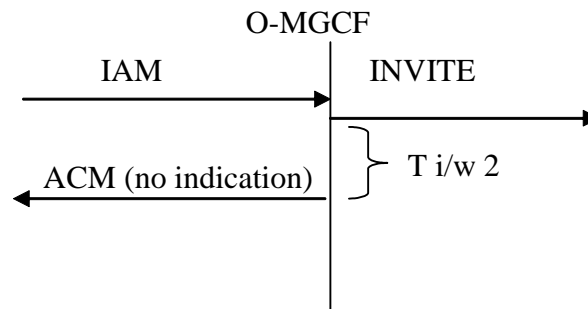 O-MGCF
IAM INVITE
T i/w 2
ACM (no indication)